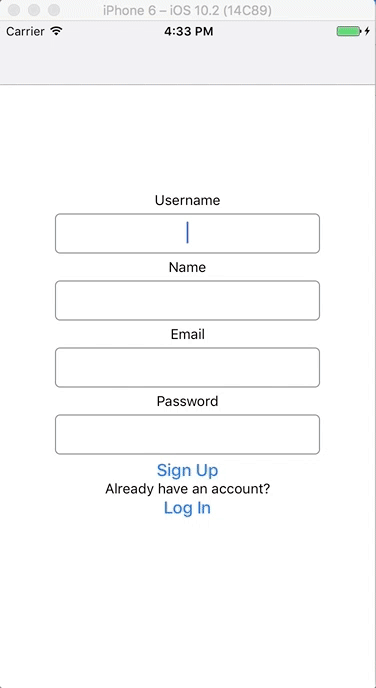 iPhone 6 – iOS 10.2 (14C89)
Carrier 4:33 PM
Username
Name
Email
Password
Sign Up
Already have an account?
Log In